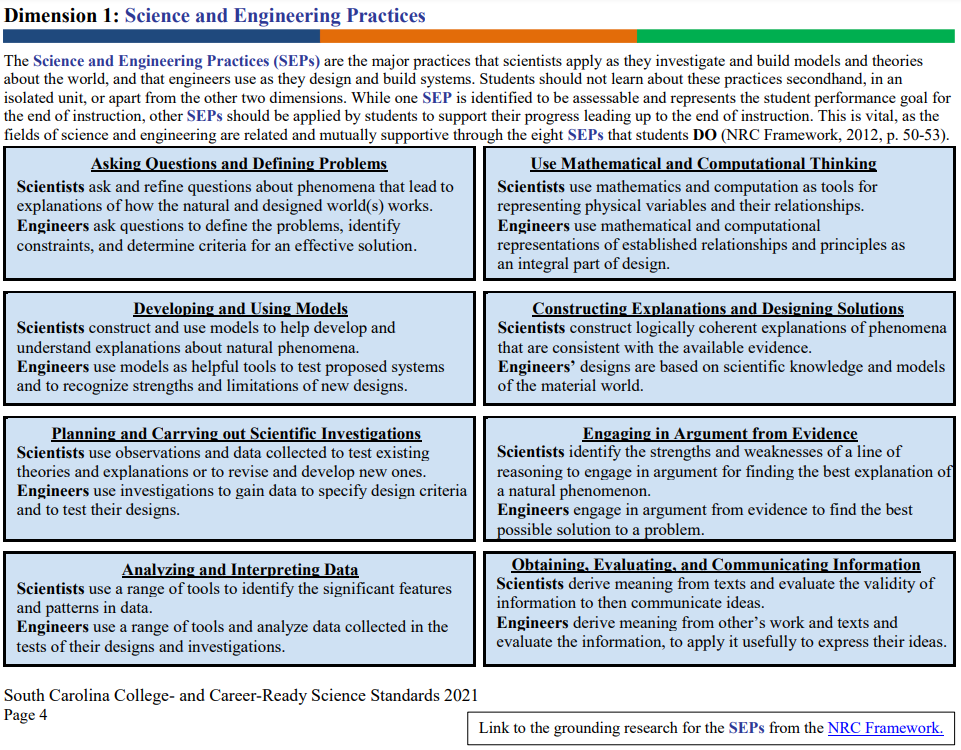 Dimension 1: Science and Engineering Practices
The Science and Engineering Practices (SEPs) are the major practices that scientists apply as they investigate and build models and theories
about the world, and that engineers use as they design and build systems. Students should not learn about these practices secondhand, in an
isolated unit, or apart from the other two dimensions. While one SEP is identified to be assessable and represents the student performance goal for
the end of instruction, other SEPs should be applied by students to support their progress leading up to the end of instruction. This is vital, as the
fields of science and engineering are related and mutually supportive through the eight SEPs that students DO (NRC Framework, 2012, p. 50-53).
Asking Questions and Defining Problems
Scientists ask and refine questions about phenomena that lead to
explanations of how the natural and designed world(s) works.
Engineers ask questions to define the problems, identify
constraints, and determine criteria for an effective solution.
Use Mathematical and Computational Thinking
Scientists use mathematics and computation as tools for
representing physical variables and their relationships.
Engineers use mathematical and computational
representations of established relationships and principles as
an integral part of design.
Developing and Using Models
Scientists construct and use models to help develop and
understand explanations about natural phenomena.
Engineers use models as helpful tools to test proposed systems
and to recognize strengths and limitations of new designs.
Constructing Explanations and Designing Solutions
Scientists construct logically coherent explanations of phenomena
that are consistent with the available evidence.
Engineers' designs are based on scientific knowledge and models
of the material world.
Planning and Carrying out Scientific Investigations
Scientists use observations and data collected to test existing
theories and explanations or to revise and develop new ones.
Engineers use investigations to gain data to specify design criteria
and to test their designs.
Engaging in Argument from Evidence
Scientists identify the strengths and weaknesses of a line of
reasoning to engage in argument for finding the best explanation of
a natural phenomenon.
Engineers engage in argument from evidence to find the best
possible solution to a problem.
Analyzing and Interpreting Data
Scientists use a range of tools to identify the significant features
and patterns in data.
Engineers use a range of tools and analyze data collected in the
tests of their designs and investigations.
Obtaining, Evaluating, and Communicating Information
Scientists derive meaning from texts and evaluate the validity of
information to then communicate ideas.
Engineers derive meaning from other's work and texts and
evaluate the information, to apply it usefully to express their ideas.
South Carolina College- and Career-Ready Science Standards 2021
Page 4
Link to the grounding research for the SEPs from the NRC Framework.